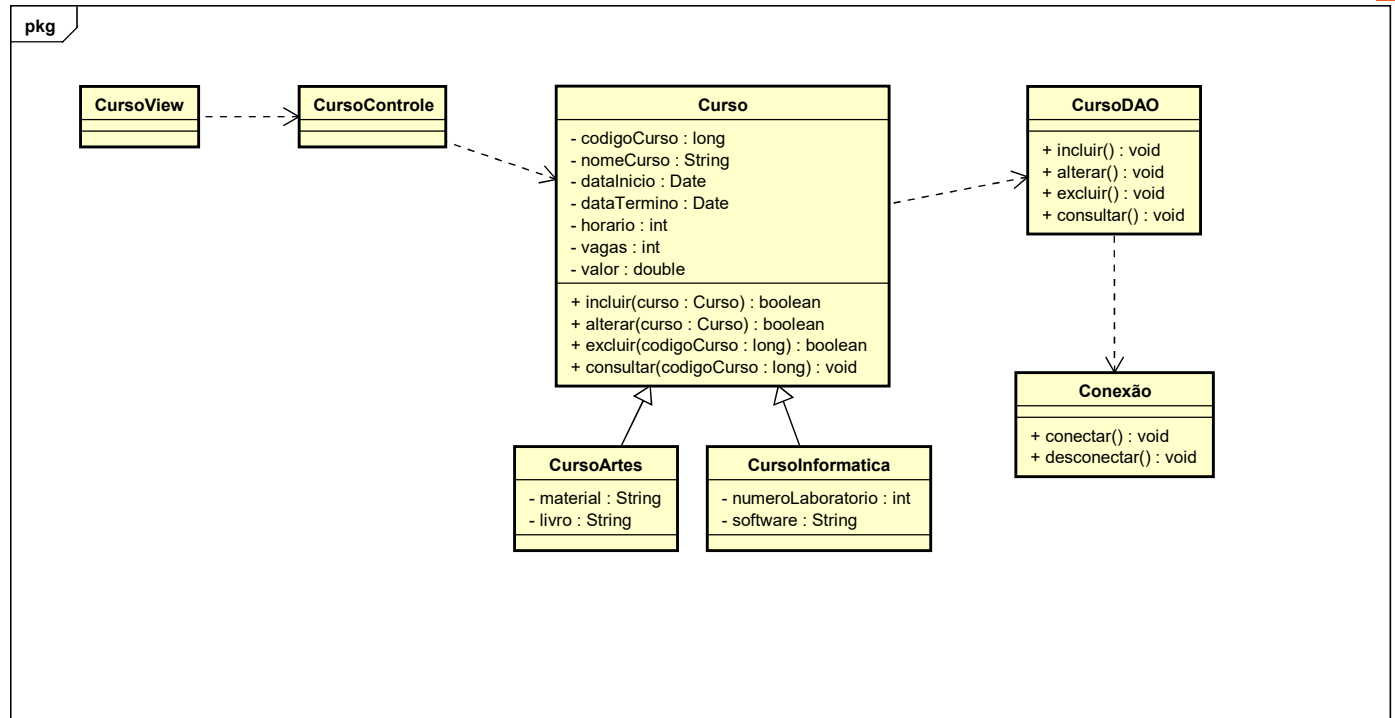 pkg
CursoView
CursoControle
Curso
- codigoCurso : long
- nomeCurso : String
- dataInicio : Date
- dataTermino : Date
- horario : int
- vagas : int
- valor : double
+ incluir(curso : Curso) : boolean
+ alterar(curso : Curso) : boolean
+ excluir(codigoCurso : long) : boolean
+ consultar(codigoCurso : long) : void
CursoDAO
+ incluir() : void
+ alterar() : void
+ excluir() : void
+ consultar() : void
Conexão
+ conectar() : void
+ desconectar() : void
CursoArtes
- material : String
- livro : String
CursoInformatica
- numeroLaboratorio : int
- software : String